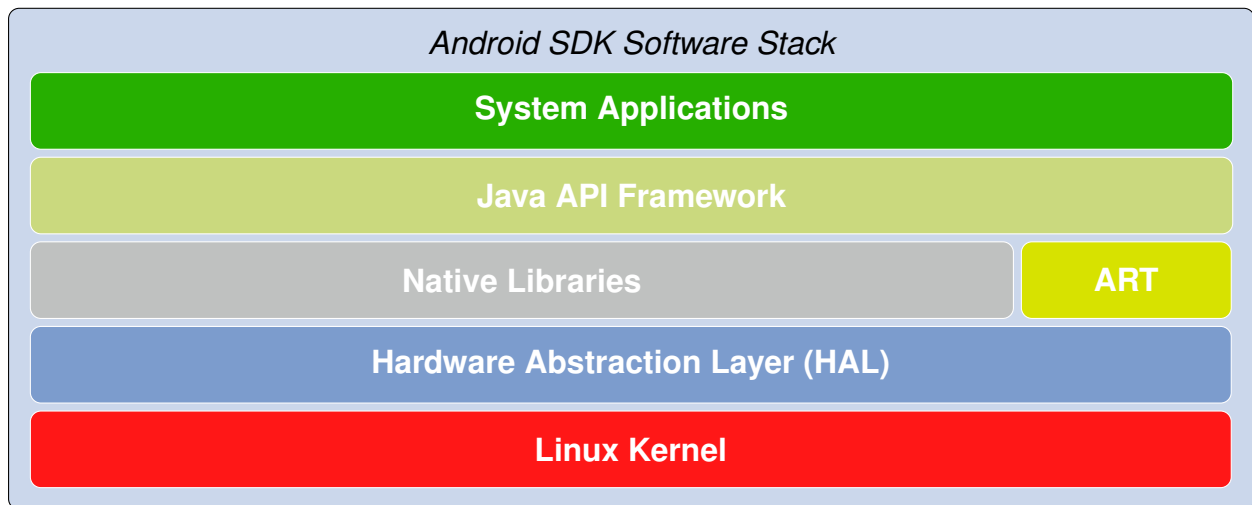 Android SDK Software Stack
System Applications
Java API Framework
Native Libraries
ART
Hardware Abstraction Layer (HAL)
Linux Kernel